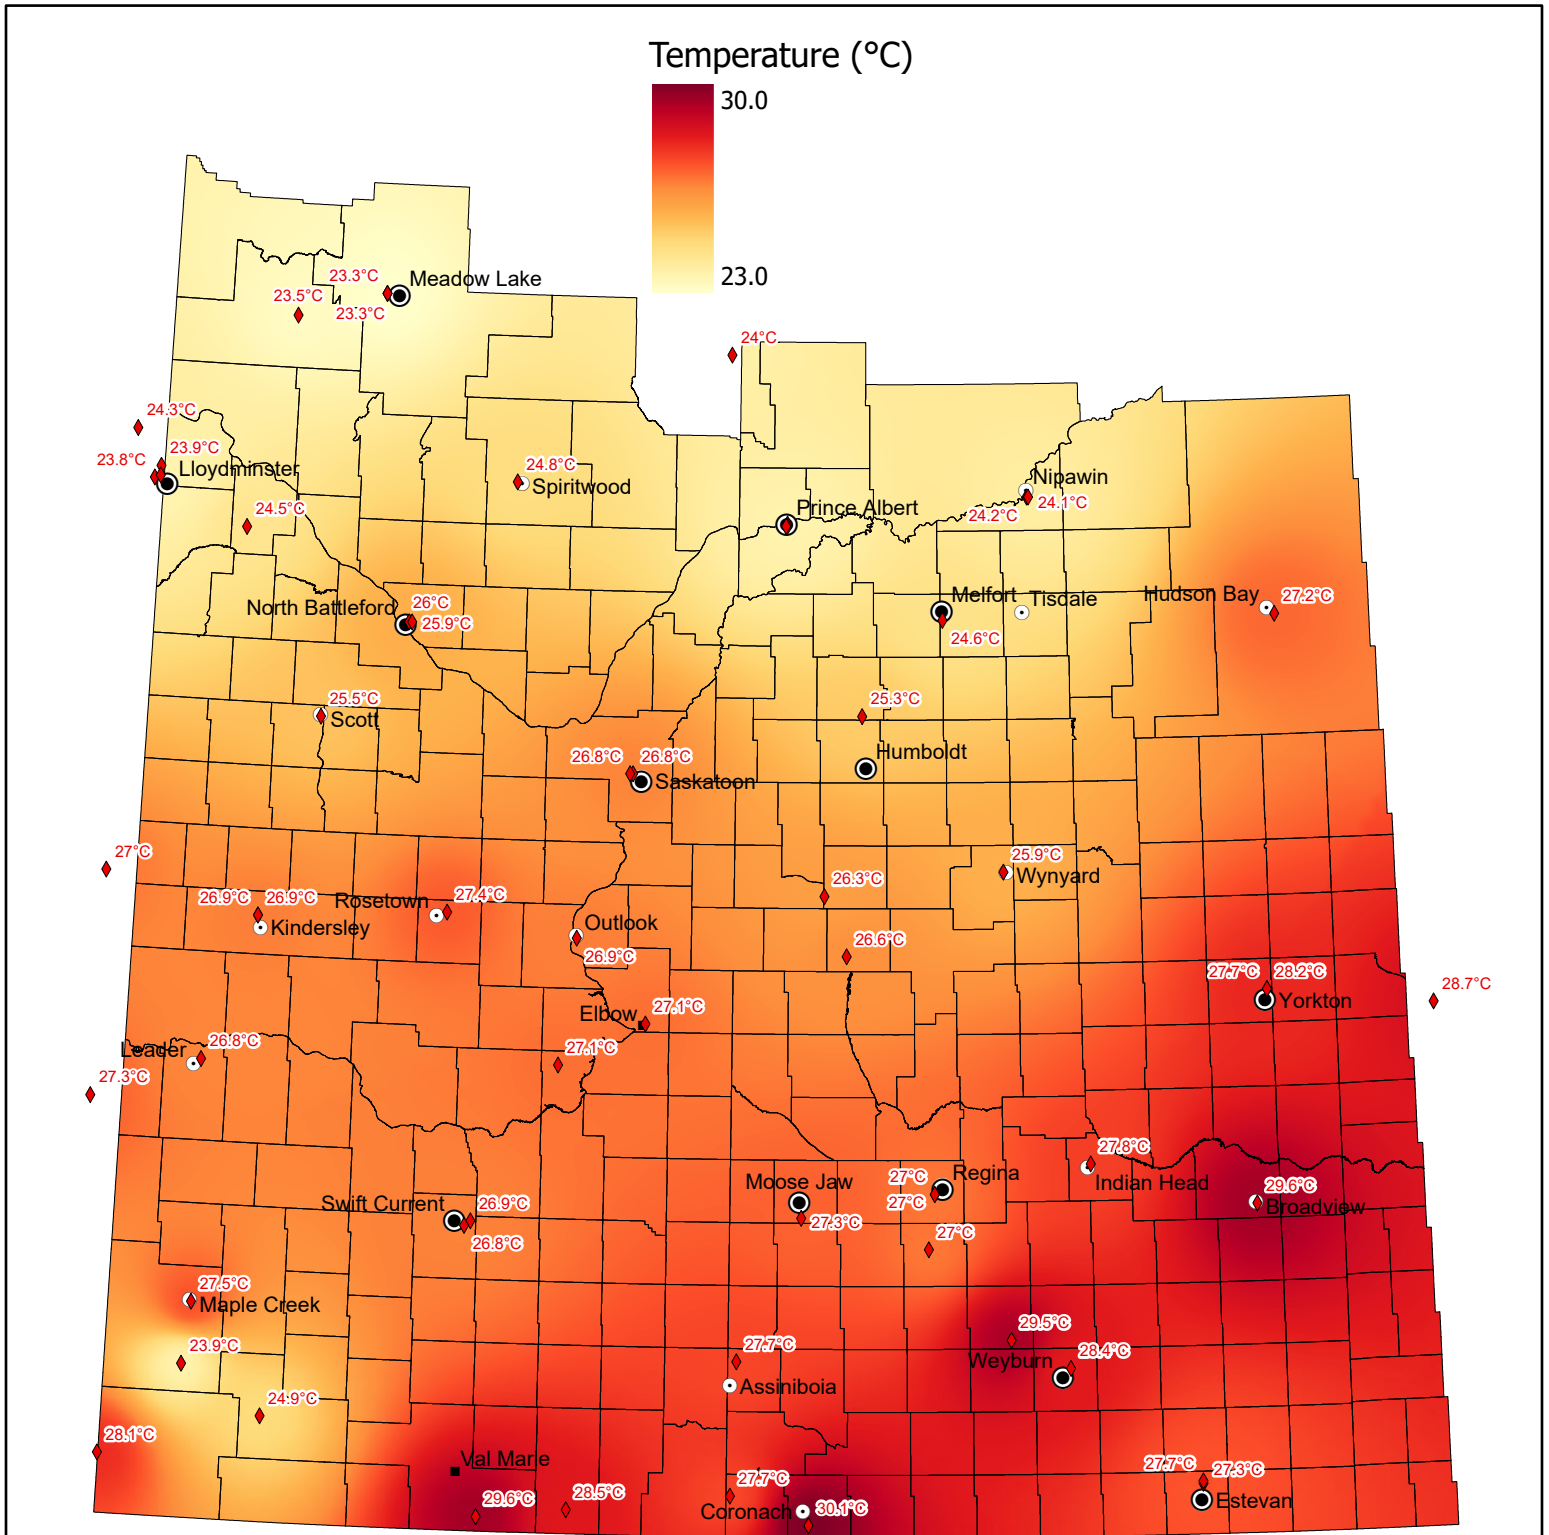 Temperature (°C)
30.0
23.0
23.3°C
Meadow Lake
23.5°C
23.3°C
24°C
24.3°C
23.9°C
23.8°C
Lloydminster
24.8°C
Spiritwood
24.5°C
Nipawin
24.1°C
24.2°C
Prince Albert
North Battleford
26°C
25.9°C
Melfort
Tisdale
24.6°C
Hudson Bay
27.2°C
25.5°C
Scott
25.3°C
Humboldt
26.8°C
26.8°C
Saskatoon
27°C
26.9°C
26.9°C
Kindersley
Rosetown
27.4°C
Outlook
26.9°C
26.3°C
25.9°C
Wynyard
26.6°C
27.7°C
28.2°C
Yorkton
28.7°C
Elbow
27.1°C
27.1°C
Leader
26.8°C
27.3°C
27.8°C
Indian Head
29.6°C
Broadview
Moose Jaw
27.3°C
27°C
Regina
27°C
27°C
Swift Current
26.9°C
26.8°C
27.5°C
Maple Creek
23.9°C
24.9°C
28.1°C
29.5°C
Weyburn
28.4°C
27.7°C
Assiniboia
Val Marie
29.6°C
28.5°C
27.7°C
Coronach
30.1°C
27.7°C
27.3°C
Estevan